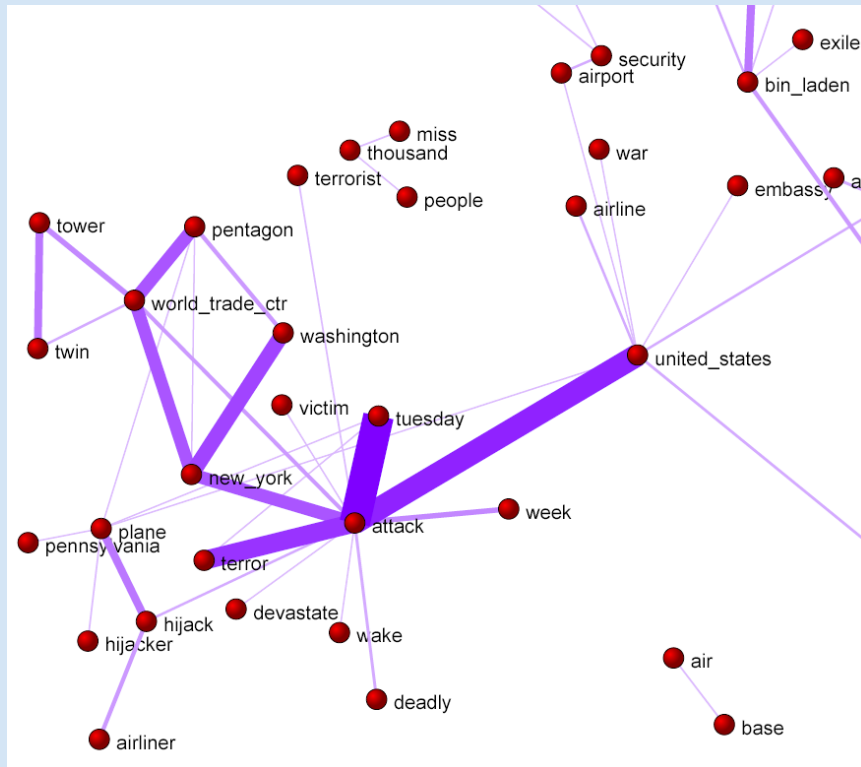 security
exile
airport
bin_laden
miss
thousand
war
terrorist
embassy
a
people
airline
tower
pentagon
world_trade_ctr
washington
twin
united_states
victim
tuesday
new_york
week
attack
plane
pennsylvania
terror
devastate
hijack
wake
hijacker
air
deadly
base
airliner